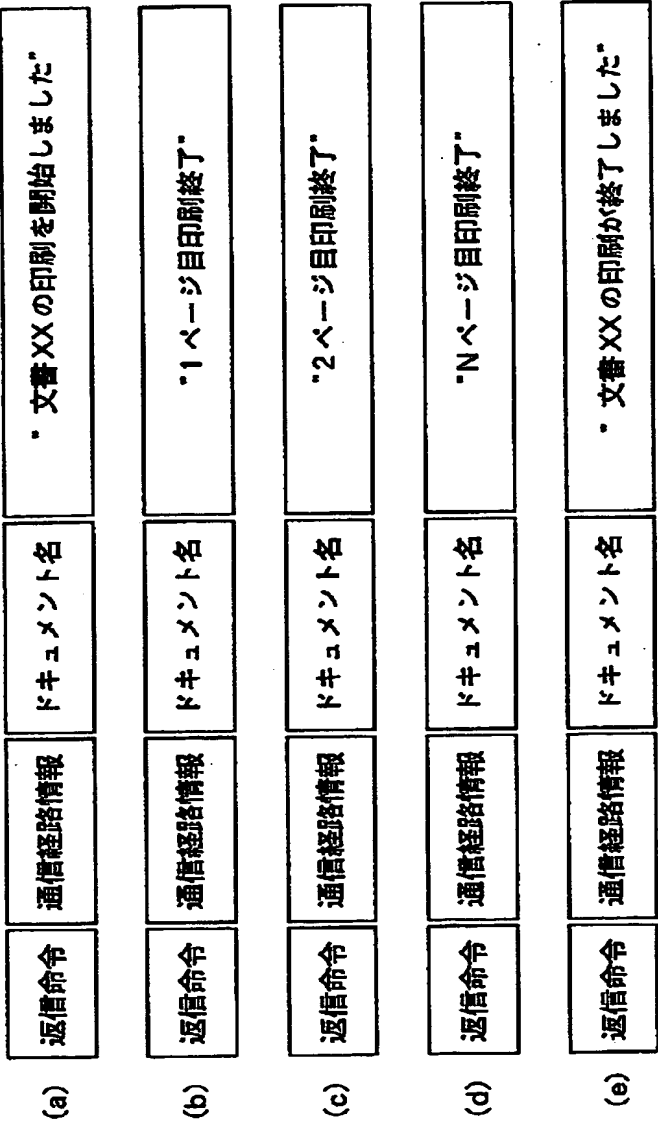 (a) 返信命令 通信経路情報 ドキュメント名 "文書XXの印刷を開始しました"
(b) 返信命令 通信経路情報 ドキュメント名 "1ページ目印刷終了"
(c) 返信命令 通信経路情報 ドキュメント名 "2ページ目印刷終了"
(d) 返信命令 通信経路情報 ドキュメント名 "Nページ目印刷終了"
(e) 返信命令 通信経路情報 ドキュメント名 "文書XXの印刷が終了しました"